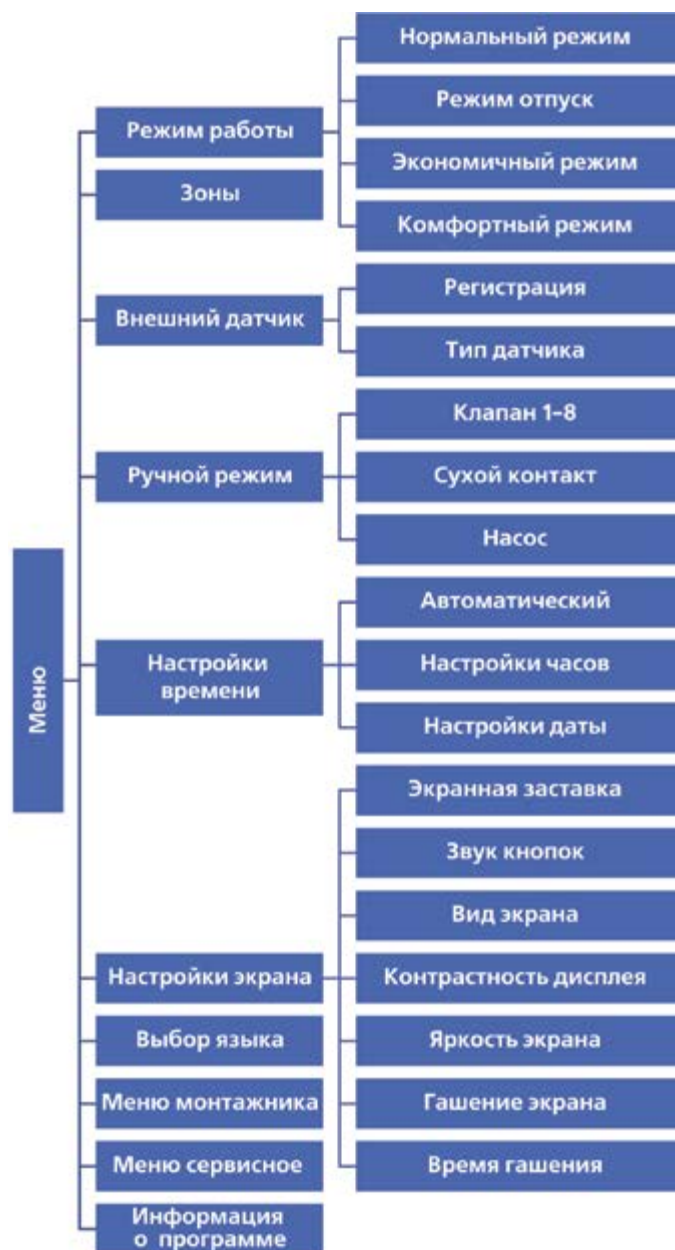 Меню
Режим работы
Нормальный режим
Режим отпуск
Экономичный режим
Комфортный режим
Зоны
Внешний датчик
Регистрация
Тип датчика
Ручной режим
Клапан 1-8
Сухой контакт
Насос
Настройки
времени
Автоматический
Настройки часов
Настройки даты
Настройки экрана
Экранная заставка
Звук кнопок
Вид экрана
Контрастность дисплея
Яркость экрана
Гашение экрана
Время гашения
Выбор языка
Меню монтажника
Меню сервисное
Информация
о программе